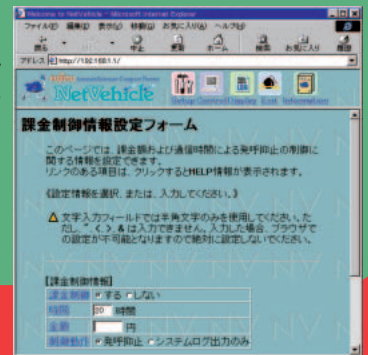 Welcome to NetVehicle - Microsoft Internet Explorer
ファイル(F) 編集(E) 表示(V) 移動(G) お気に入り(A) ヘルプ(H)
戻る 中止 更新 ホーム 検索 お気に入り 履歴
アドレス http://192.168.1.1/
NetVehicle
課金制御情報設定フォーム
このページでは、課金額および通信時間による発呼抑止の制御に
関する情報を設定できます。
リンクのある項目は、クリックするとHELP情報が表示されます。
《設定情報を選択、または、入力してください。》
文字入力フィールドでは半角文字のみを使用してください。た
だし、"、<、>、& は入力できません。入力した場合、ブラウザで
の設定が不可能となりますので絶対に設定しないでください。
【課金制御情報】
課金制御 する しない
時間 20 時間
金額 円
制御動作 発呼抑止 システムログ出力のみ